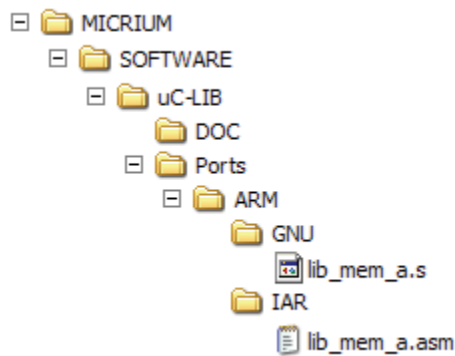 MICRIUM
SOFTWARE
uC-LIB
DOC
Ports
ARM
GNU
lib_mem_a.s
IAR
lib_mem_a.asm